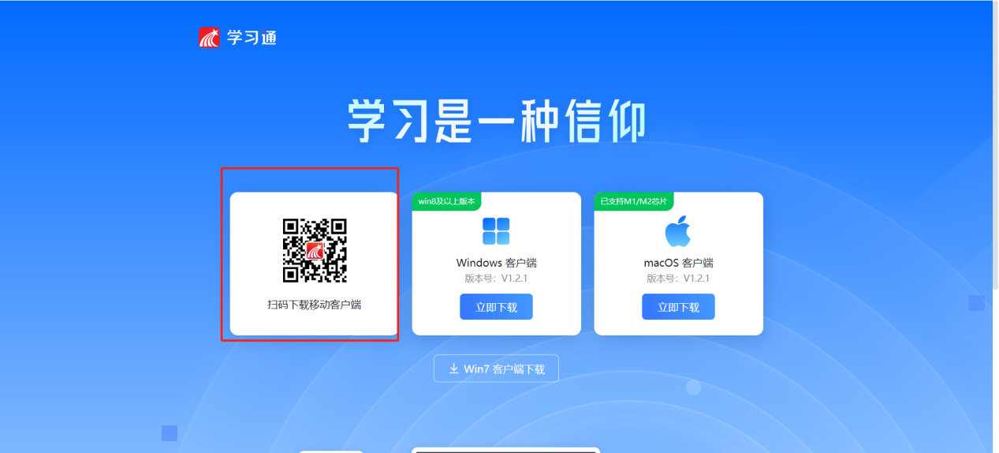 学习通
学习是一种信仰
扫码下载移动客户端
win8及以上版本
Windows 客户端
版本号：V1.2.1
立即下载
已支持M1/M2芯片
macOS 客户端
版本号：V1.2.1
立即下载
Win7 客户端下载